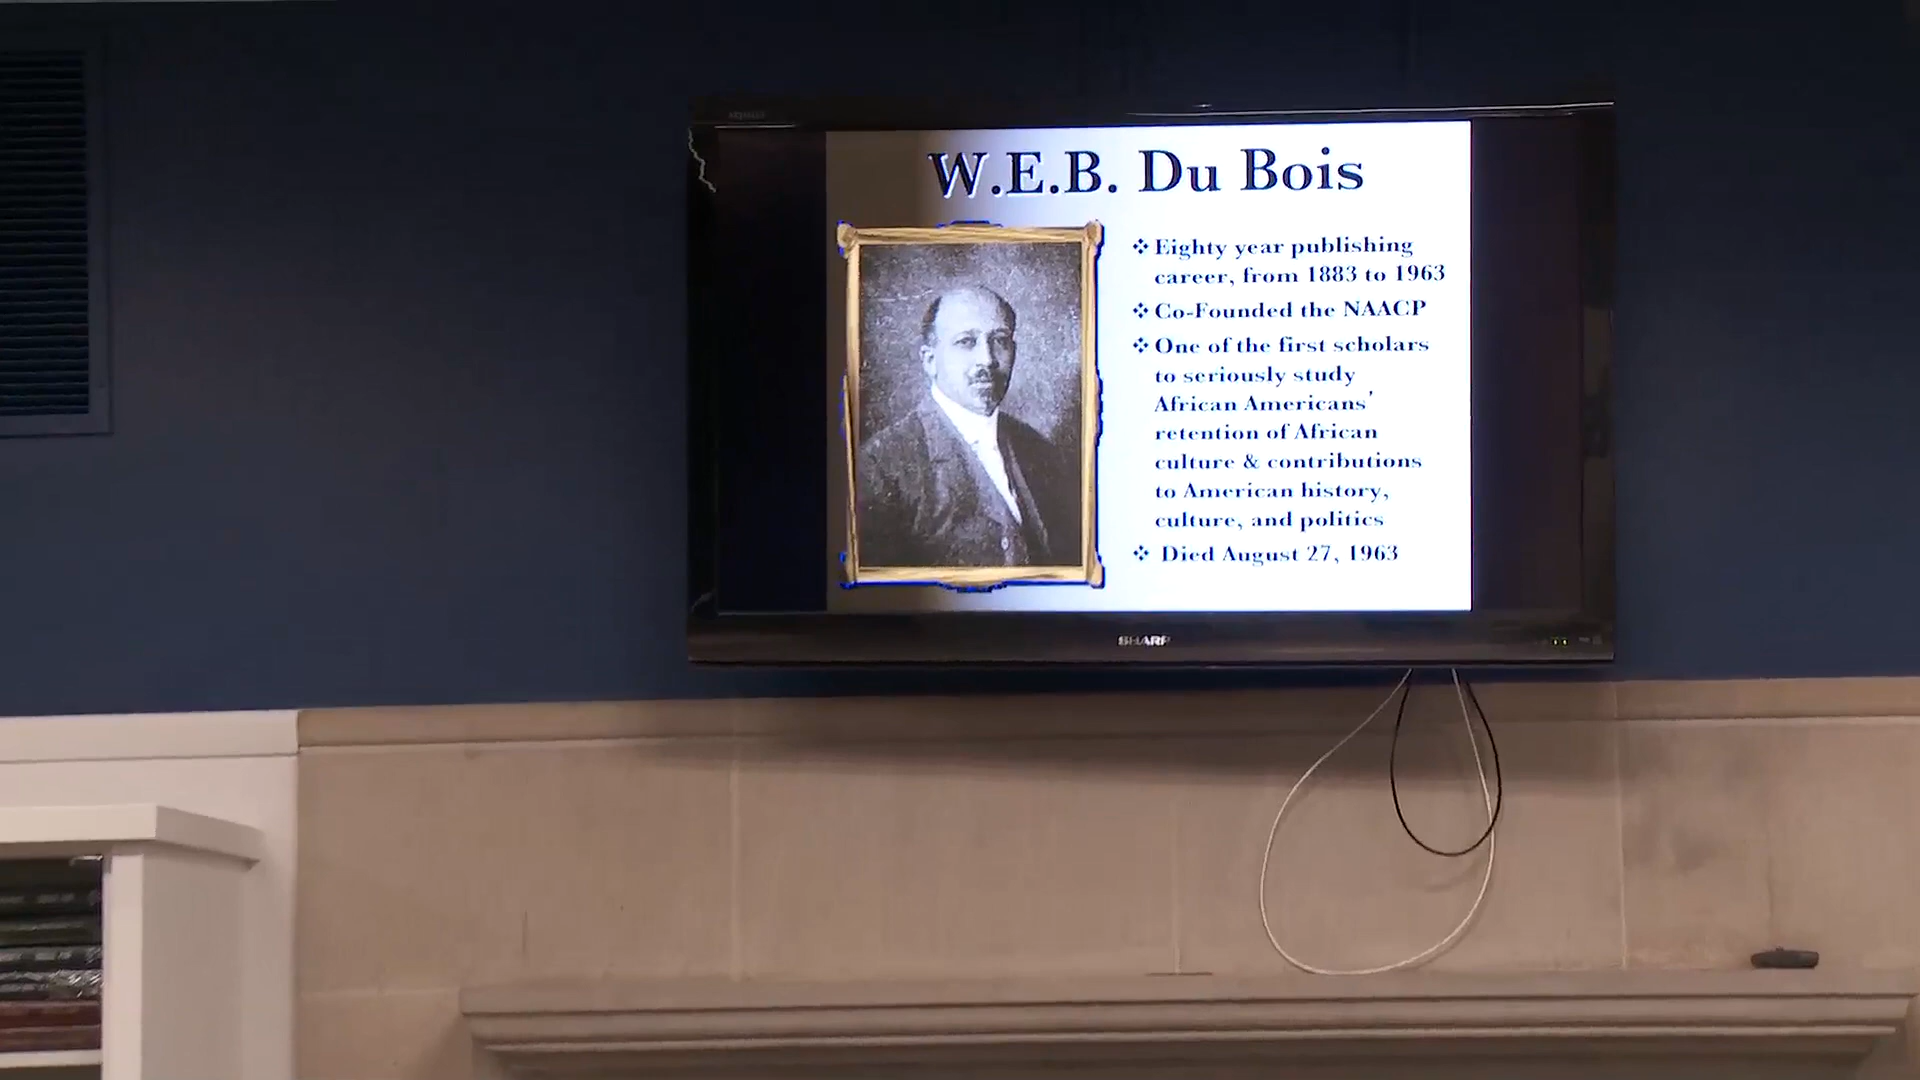 W.E.B. Du Bois
❖ Eighty year publishing
career, from 1883 to 1963
❖ Co-Founded the NAACP
❖ One of the first scholars
to seriously study
African Americans'
retention of African
culture & contributions
to American history,
culture, and politics
❖ Died August 27, 1963
SHARP